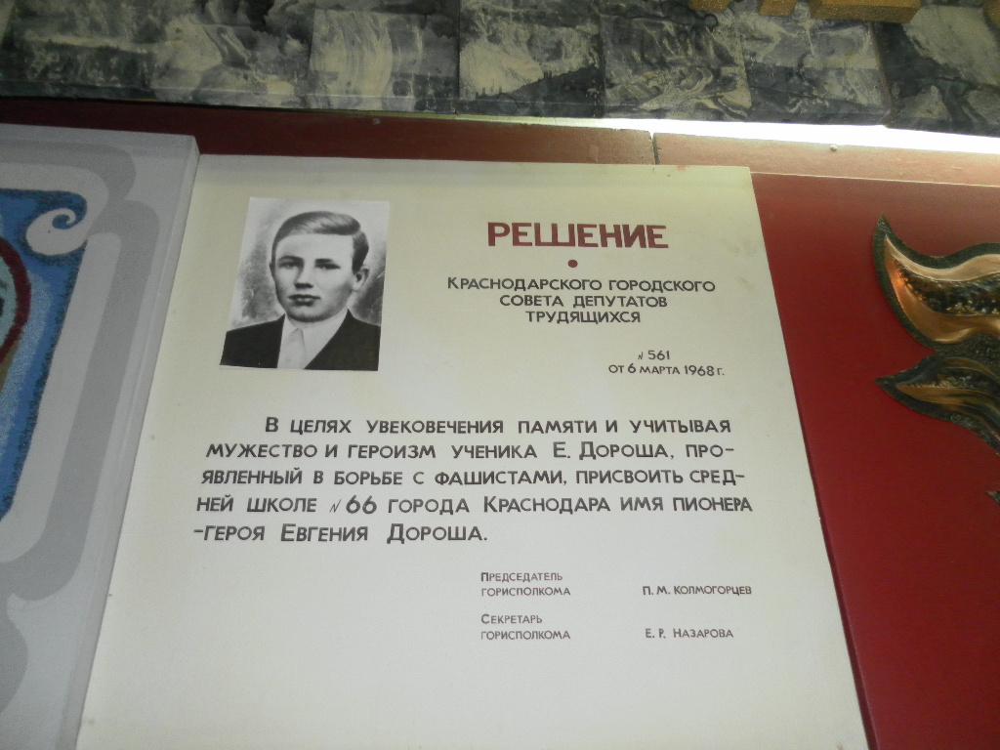 РЕШЕНИЕ
•
КРАСНОДАРСКОГО ГОРОДСКОГО
СОВЕТА ДЕПУТАТОВ
ТРУДЯЩИХСЯ
№ 561
ОТ 6 МАРТА 1968 Г.
В ЦЕЛЯХ УВЕКОВЕЧЕНИЯ ПАМЯТИ И УЧИТЫВАЯ
МУЖЕСТВО И ГЕРОИЗМ УЧЕНИКА Е. ДОРОША, ПРО-
ЯВЛЕННЫЙ В БОРЬБЕ С ФАШИСТАМИ, ПРИСВОИТЬ СРЕД-
НЕЙ ШКОЛЕ № 66 ГОРОДА КРАСНОДАРА ИМЯ ПИОНЕРА
-ГЕРОЯ ЕВГЕНИЯ ДОРОША.
ПРЕДСЕДАТЕЛЬ
ГОРИСПОЛКОМА П. М. КОЛМОГОРЦЕВ
СЕКРЕТАРЬ
ГОРИСПОЛКОМА Е. Р. НАЗАРОВА